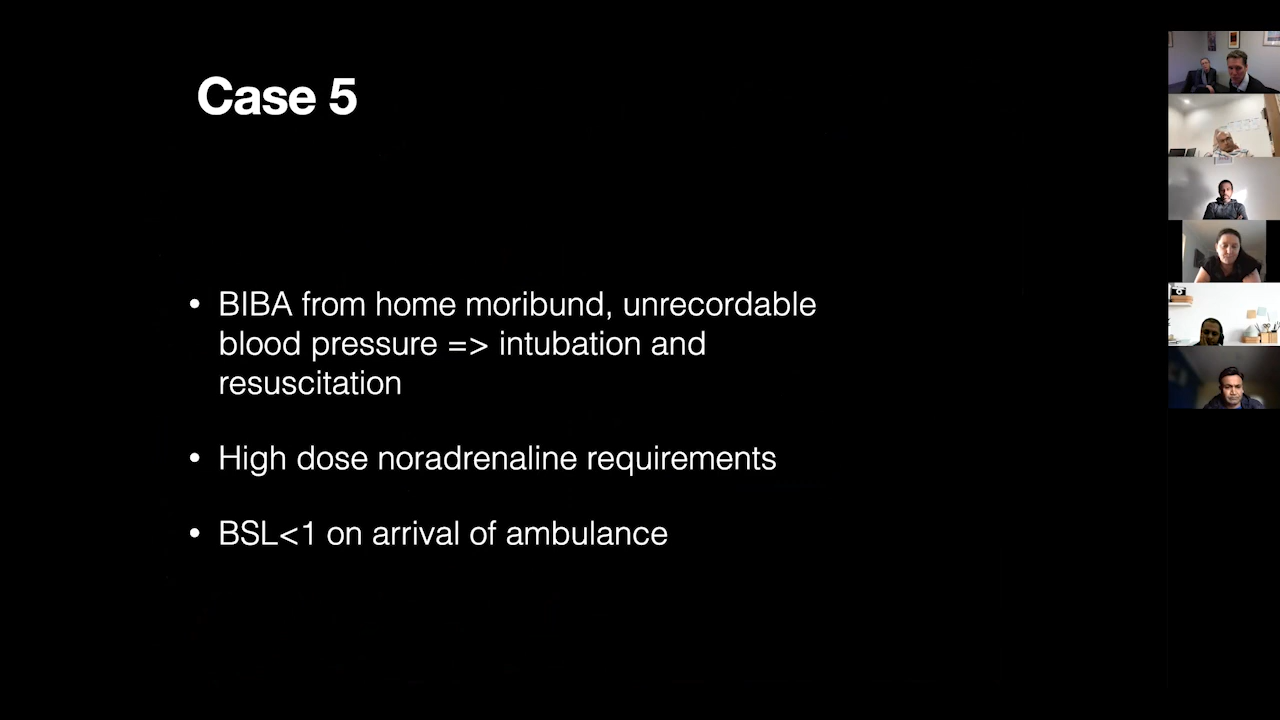 Case 5
• BIBA from home moribund, unrecordable
blood pressure => intubation and
resuscitation
• High dose noradrenaline requirements
• BSL<1 on arrival of ambulance